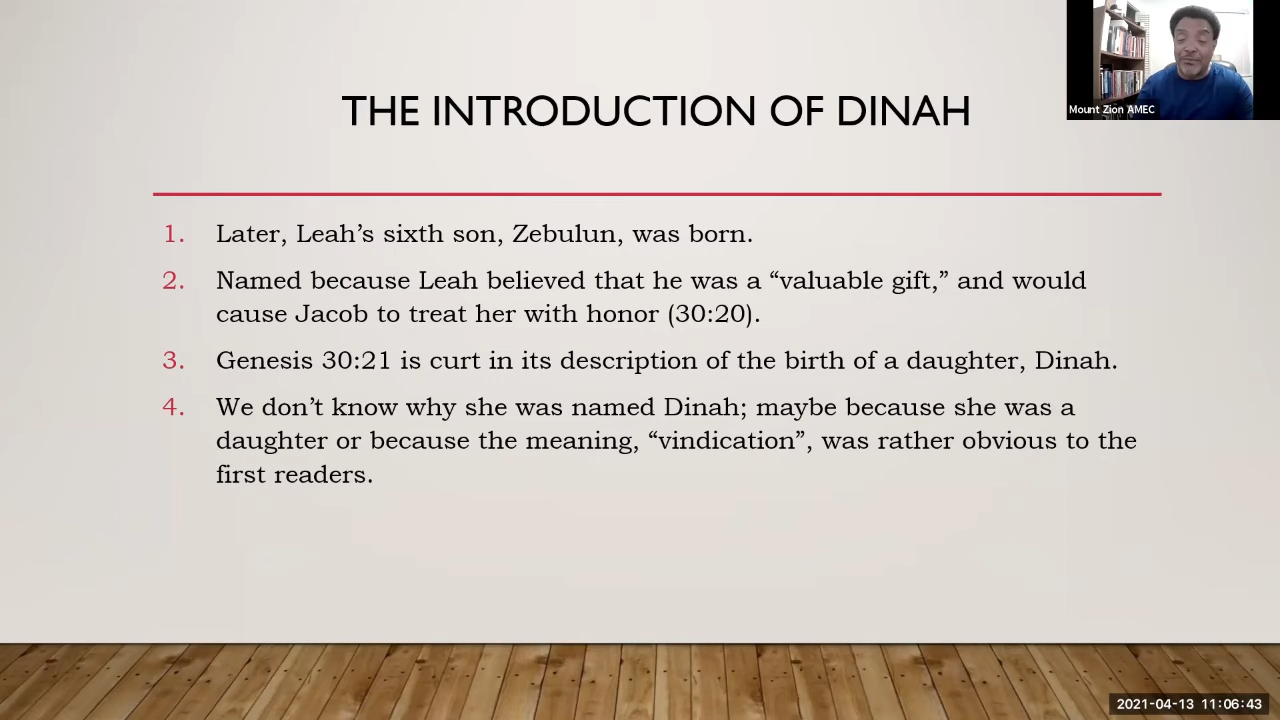 THE INTRODUCTION OF DINAH
Mount Zion AMEC
1. Later, Leah’s sixth son, Zebulun, was born.
2. Named because Leah believed that he was a “valuable gift,” and would
cause Jacob to treat her with honor (30:20).
3. Genesis 30:21 is curt in its description of the birth of a daughter, Dinah.
4. We don’t know why she was named Dinah; maybe because she was a
daughter or because the meaning, “vindication”, was rather obvious to the
first readers.
2021-04-13 11:06:43